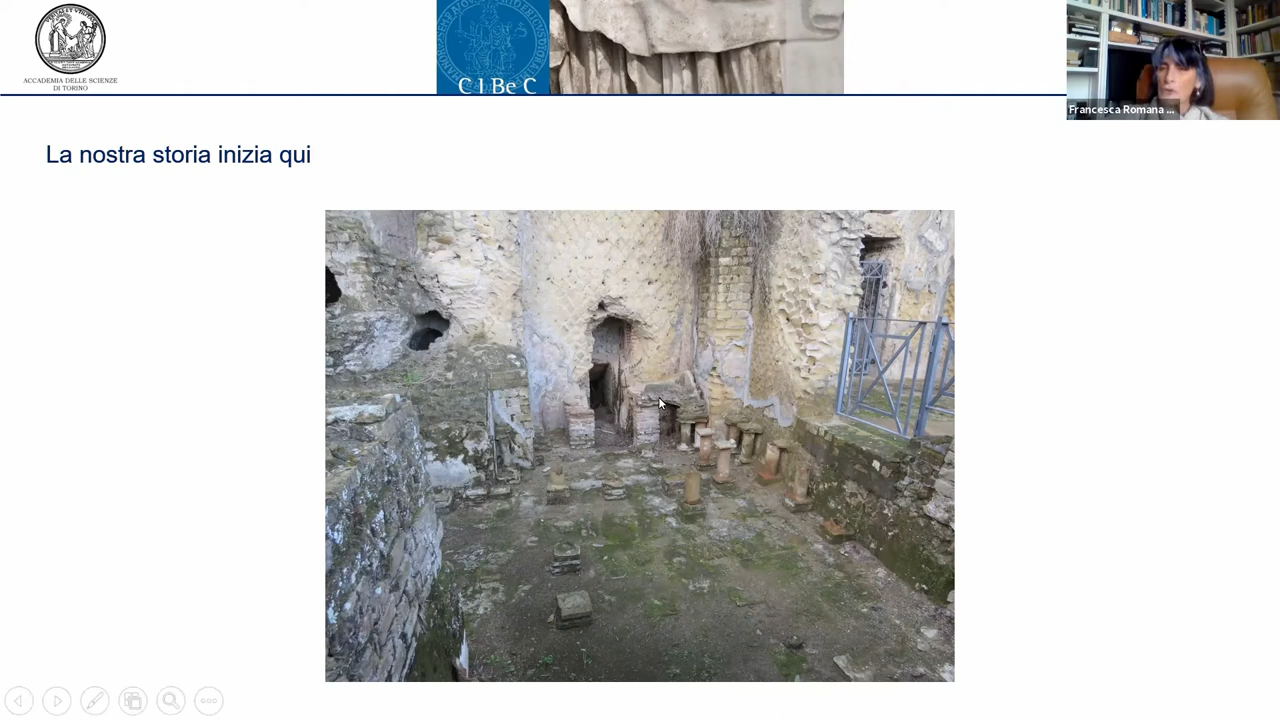 ACCADEMIA DELLE SCIENZE
DI TORINO
C I Be C
Francesca Romana ...
La nostra storia inizia qui